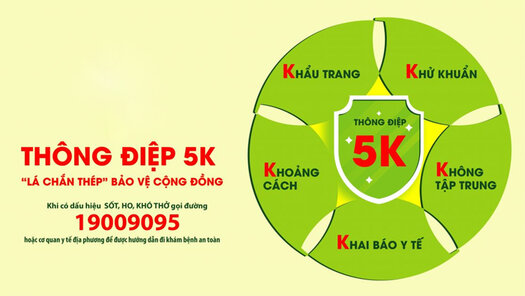 THÔNG ĐIỆP 5K
“LÁ CHẮN THÉP” BẢO VỆ CỘNG ĐỒNG
Khi có dấu hiệu SỐT, HO, KHÓ THỞ gọi đường
19009095
hoặc cơ quan y tế địa phương để được hướng dẫn đi khám bệnh an toàn
KHẨU TRANG
KHỬ KHUẨN
THÔNG ĐIỆP
5K
KHOẢNG
CÁCH
KHÔNG
TẬP TRUNG
KHAI BÁO Y TẾ